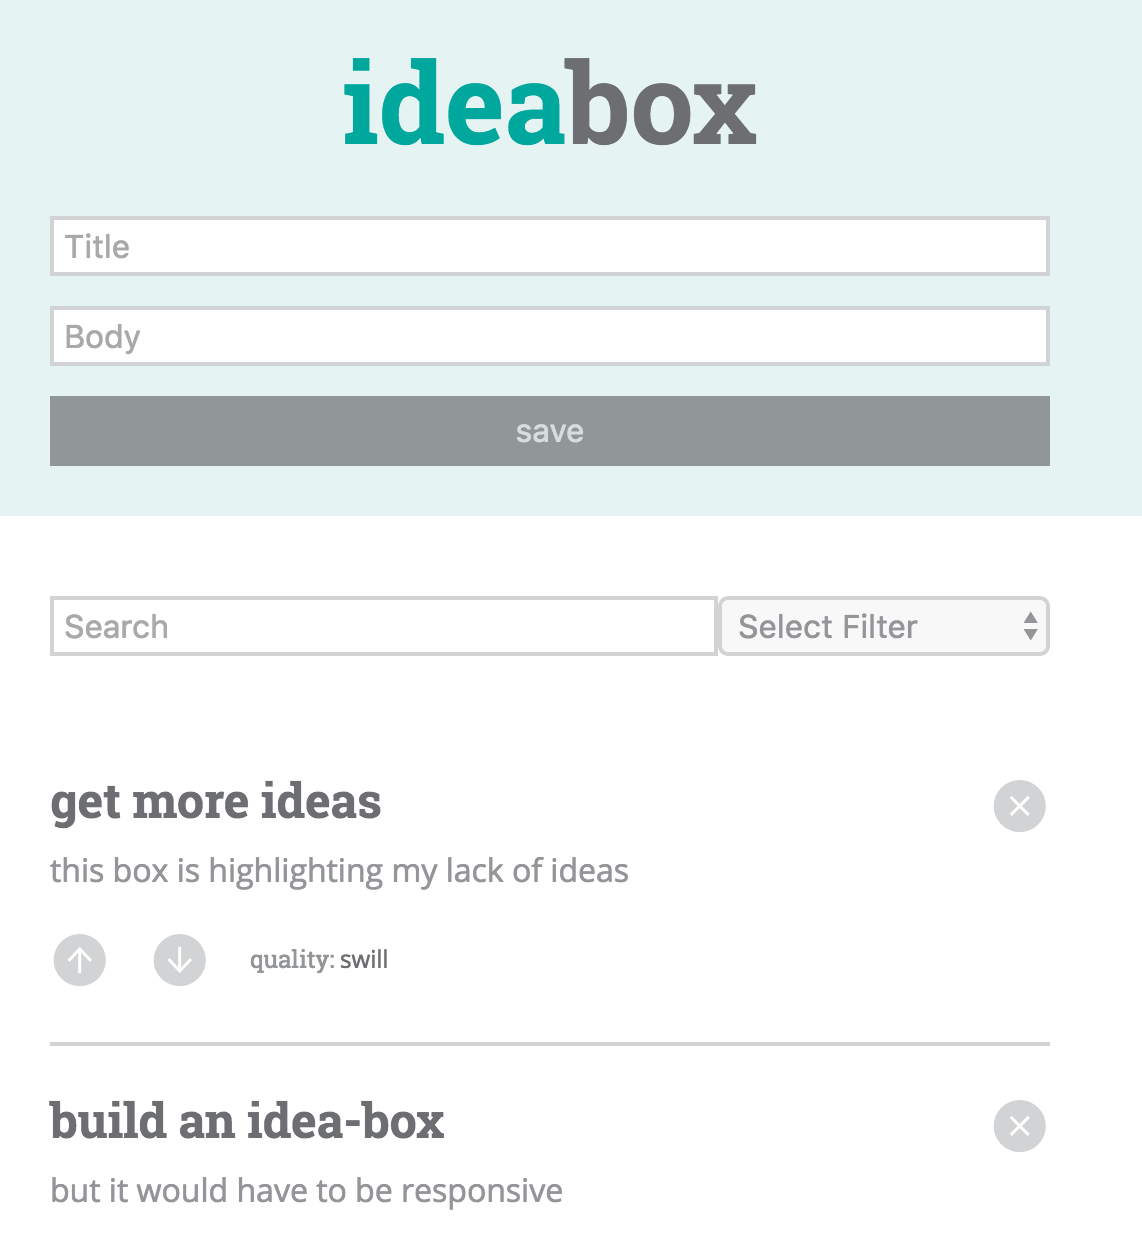 ideabox
Title
Body
save
Search
Select Filter
get more ideas
this box is highlighting my lack of ideas
quality: swill
build an idea-box
but it would have to be responsive